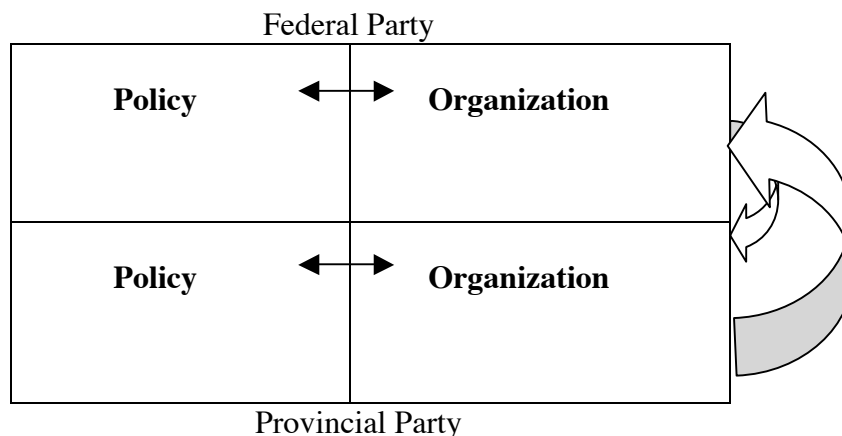 Federal Party
Policy Organization
Policy Organization
Provincial Party